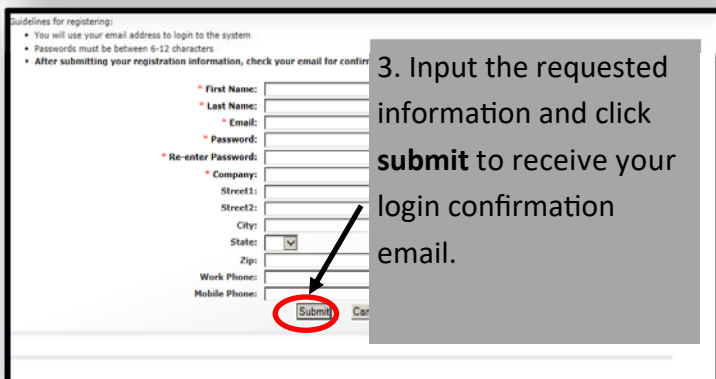 Guidelines for registering:
• You will use your email address to login to the system
• Passwords must be between 6-12 characters
• After submitting your registration information, check your email for confir
3. Input the requested
information and click
submit to receive your
login confirmation
email.
* First Name:
* Last Name:
* Email:
* Password:
* Re-enter Password:
* Company:
Street1:
Street2:
City:
State:
Zip:
Work Phone:
Mobile Phone:
Submit Can